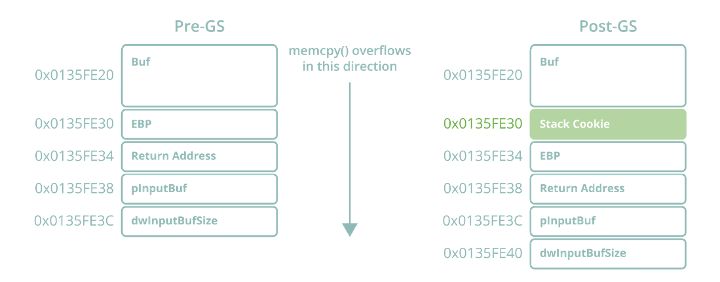 Pre-GS
0x0135FE20 Buf
0x0135FE30 EBP
0x0135FE34 Return Address
0x0135FE38 pInputBuf
0x0135FE3C dwInputBufSize
memcpy() overflows
in this direction
Post-GS
0x0135FE20 Buf
0x0135FE30 Stack Cookie
0x0135FE34 EBP
0x0135FE38 Return Address
0x0135FE3C pInputBuf
0x0135FE40 dwInputBufSize